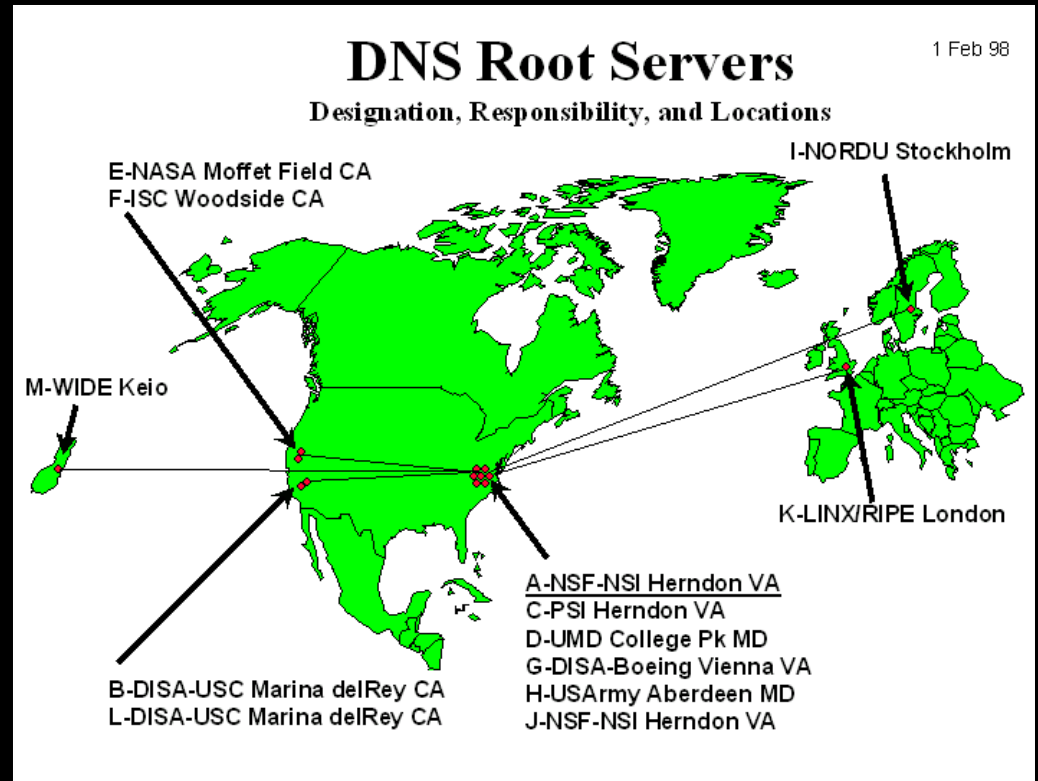 DNS Root Servers
1 Feb 98
Designation, Responsibility, and Locations
I-NORDU Stockholm
E-NASA Moffet Field CA
F-ISC Woodside CA
M-WIDE Keio
K-LINX/RIPE London
A-NSF-NSI Herndon VA
C-PSI Herndon VA
D-UMD College Pk MD
G-DISA-Boeing Vienna VA
H-USArmy Aberdeen MD
J-NSF-NSI Herndon VA
B-DISA-USC Marina delRey CA
L-DISA-USC Marina delRey CA